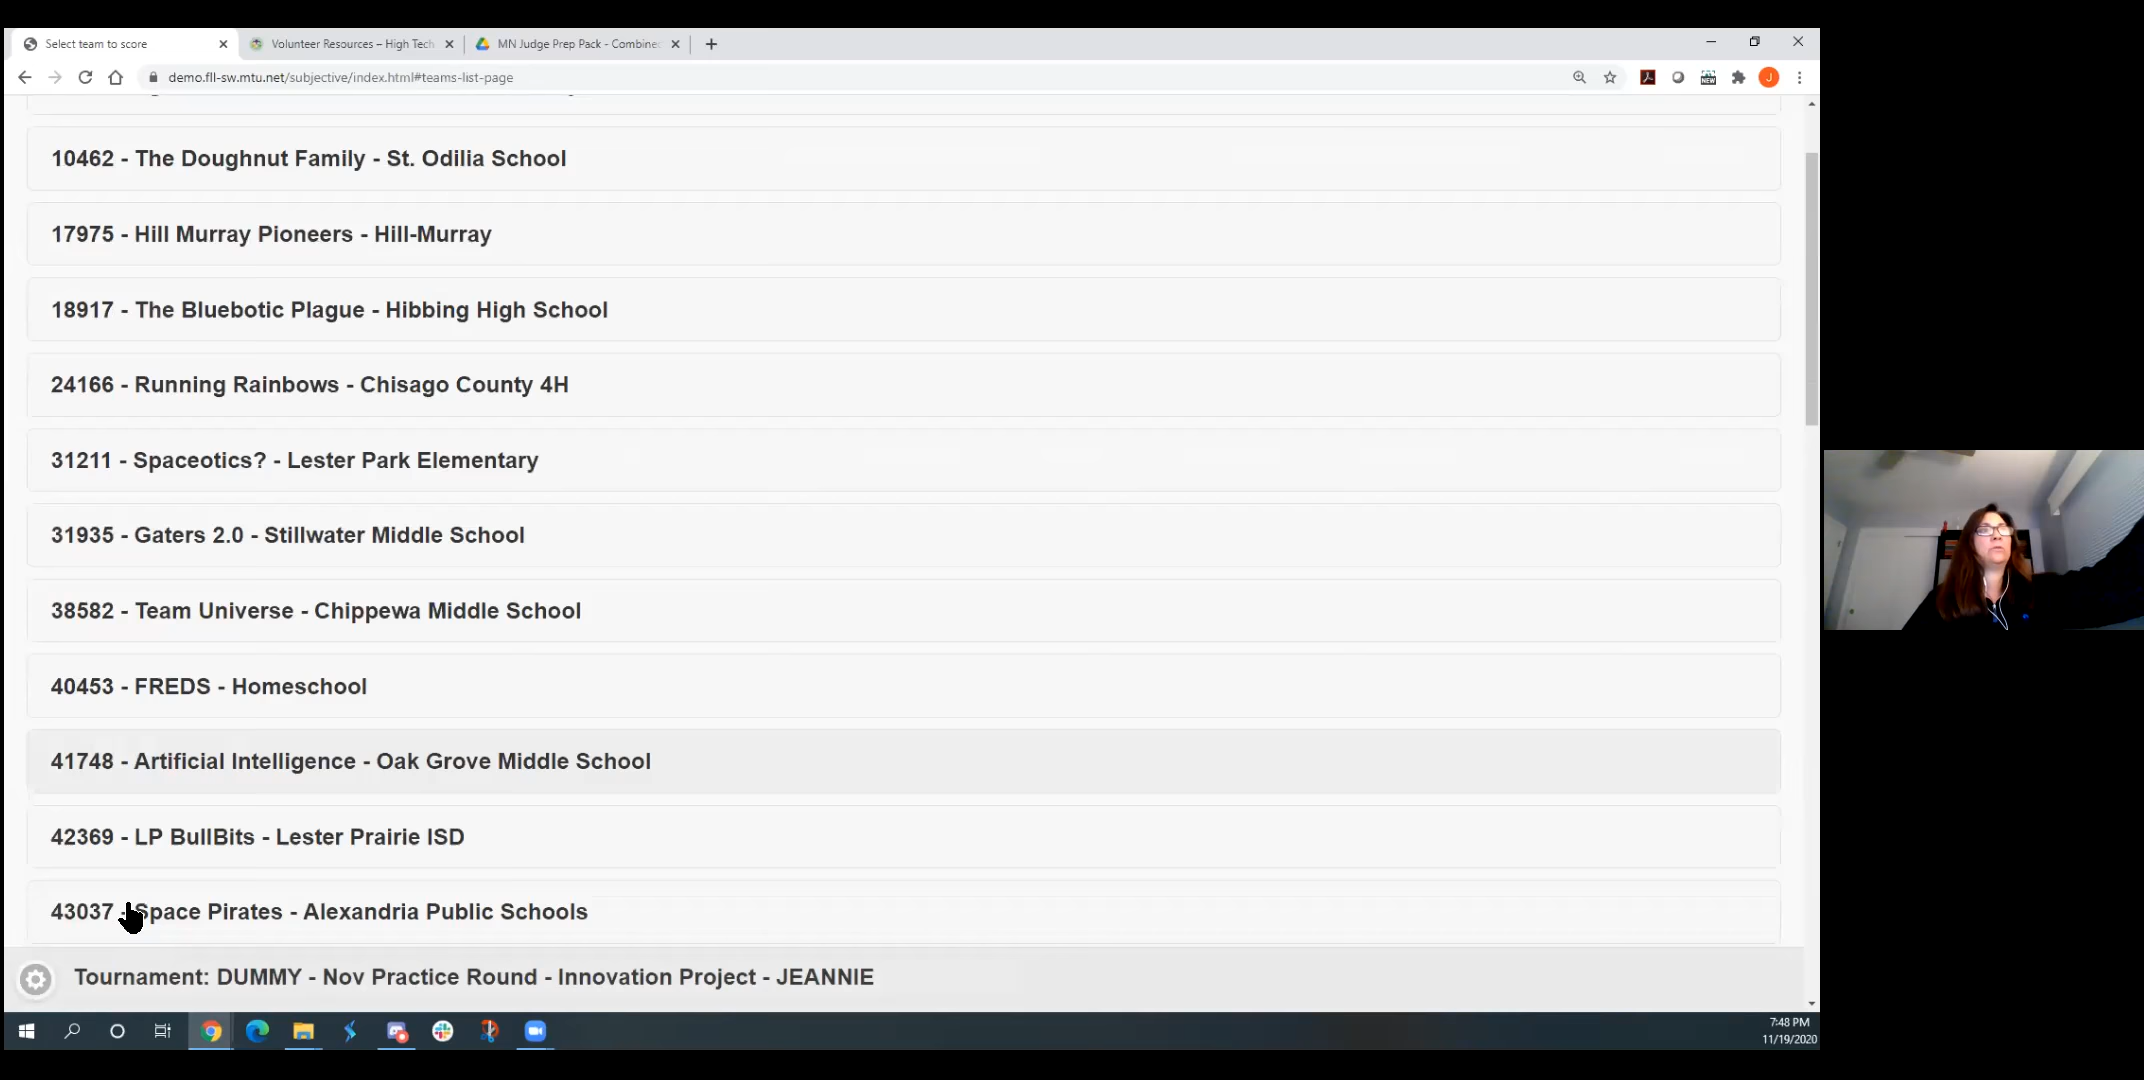 Select team to score
Volunteer Resources – High Tech
MN Judge Prep Pack - Combine
demo.fll-sw.mtu.net/subjective/index.html#teams-list-page
J
10462 - The Doughnut Family - St. Odilia School
17975 - Hill Murray Pioneers - Hill-Murray
18917 - The Bluebotic Plague - Hibbing High School
24166 - Running Rainbows - Chisago County 4H
31211 - Spaceotics? - Lester Park Elementary
31935 - Gaters 2.0 - Stillwater Middle School
38582 - Team Universe - Chippewa Middle School
40453 - FREDS - Homeschool
41748 - Artificial Intelligence - Oak Grove Middle School
42369 - LP BullBits - Lester Prairie ISD
43037 - Space Pirates - Alexandria Public Schools
Tournament: DUMMY - Nov Practice Round - Innovation Project - JEANNIE
7:48 PM
11/19/2020